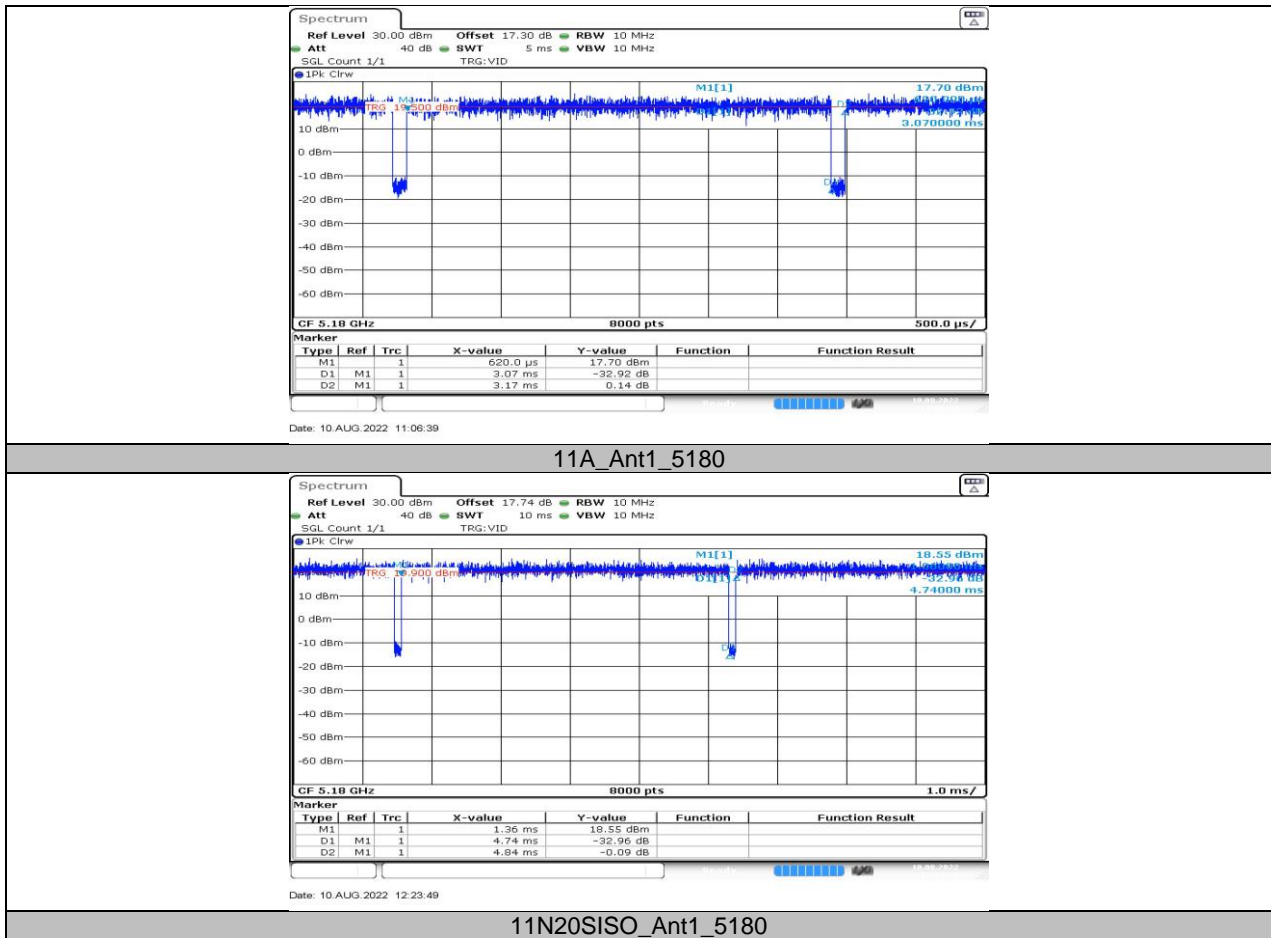 Spectrum
Ref Level 30.00 dBm Offset 17.30 dB RBW 10 MHz
Att 40 dB SWT 5 ms VBW 10 MHz
SGL Count 1/1 TRG:VID
1Pk Clrw
M1[1] 17.70 dBm
TRG 19.500 dBm
3.070000 ms
10 dBm
0 dBm
-10 dBm
-20 dBm
-30 dBm
-40 dBm
-50 dBm
-60 dBm
CF 5.18 GHz 8000 pts 500.0 µs/
Marker
Type Ref Trc X-value Y-value Function Function Result
M1 1 620.0 µs 17.70 dBm
D1 M1 1 3.07 ms -32.92 dB
D2 M1 1 3.17 ms 0.14 dB
Date: 10.AUG.2022 11:06:39
11A_Ant1_5180
Spectrum
Ref Level 30.00 dBm Offset 17.74 dB RBW 10 MHz
Att 40 dB SWT 10 ms VBW 10 MHz
SGL Count 1/1 TRG:VID
1Pk Clrw
M1[1] 18.55 dBm
D1[1] -32.96 dB
4.74000 ms
10 dBm
0 dBm
-10 dBm
-20 dBm
-30 dBm
-40 dBm
-50 dBm
-60 dBm
CF 5.18 GHz 8000 pts 1.0 ms/
Marker
Type Ref Trc X-value Y-value Function Function Result
M1 1 1.36 ms 18.55 dBm
D1 M1 1 4.74 ms -32.96 dB
D2 M1 1 4.84 ms -0.09 dB
Date: 10.AUG.2022 12:23:49
11N20SISO_Ant1_5180